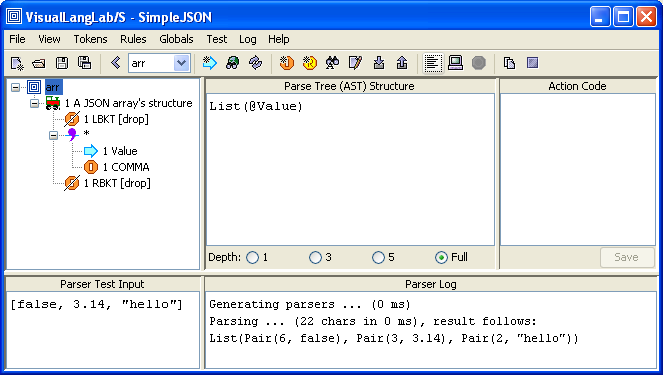 VisualLangLab/S - SimpleJSON
File View Tokens Rules Globals Test Log Help
arr
arr
1 A JSON array's structure
1 LBKT [drop]
*
1 Value
1 COMMA
1 RBKT [drop]
Parse Tree (AST) Structure
List(@Value)
Depth: 1 3 5 Full
Action Code
Save
Parser Test Input
[false, 3.14, "hello"]
Parser Log
Generating parsers ... (0 ms)
Parsing ... (22 chars in 0 ms), result follows:
List(Pair(6, false), Pair(3, 3.14), Pair(2, "hello"))